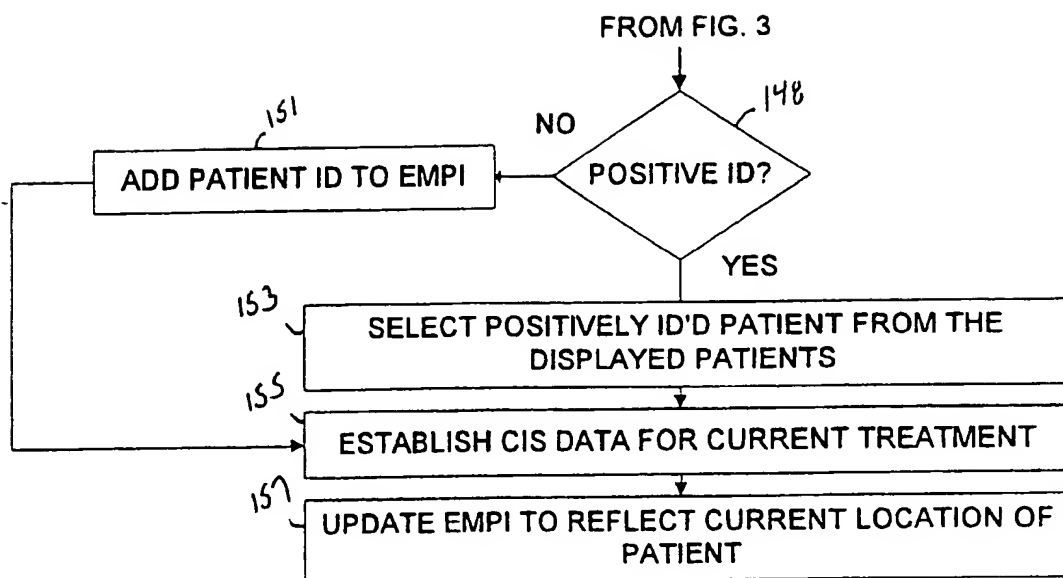 FROM FIG. 3
148
NO
POSITIVE ID?
151
ADD PATIENT ID TO EMPI
YES
153
SELECT POSITIVELY ID'D PATIENT FROM THE
DISPLAYED PATIENTS
155
ESTABLISH CIS DATA FOR CURRENT TREATMENT
157
UPDATE EMPI TO REFLECT CURRENT LOCATION OF
PATIENT